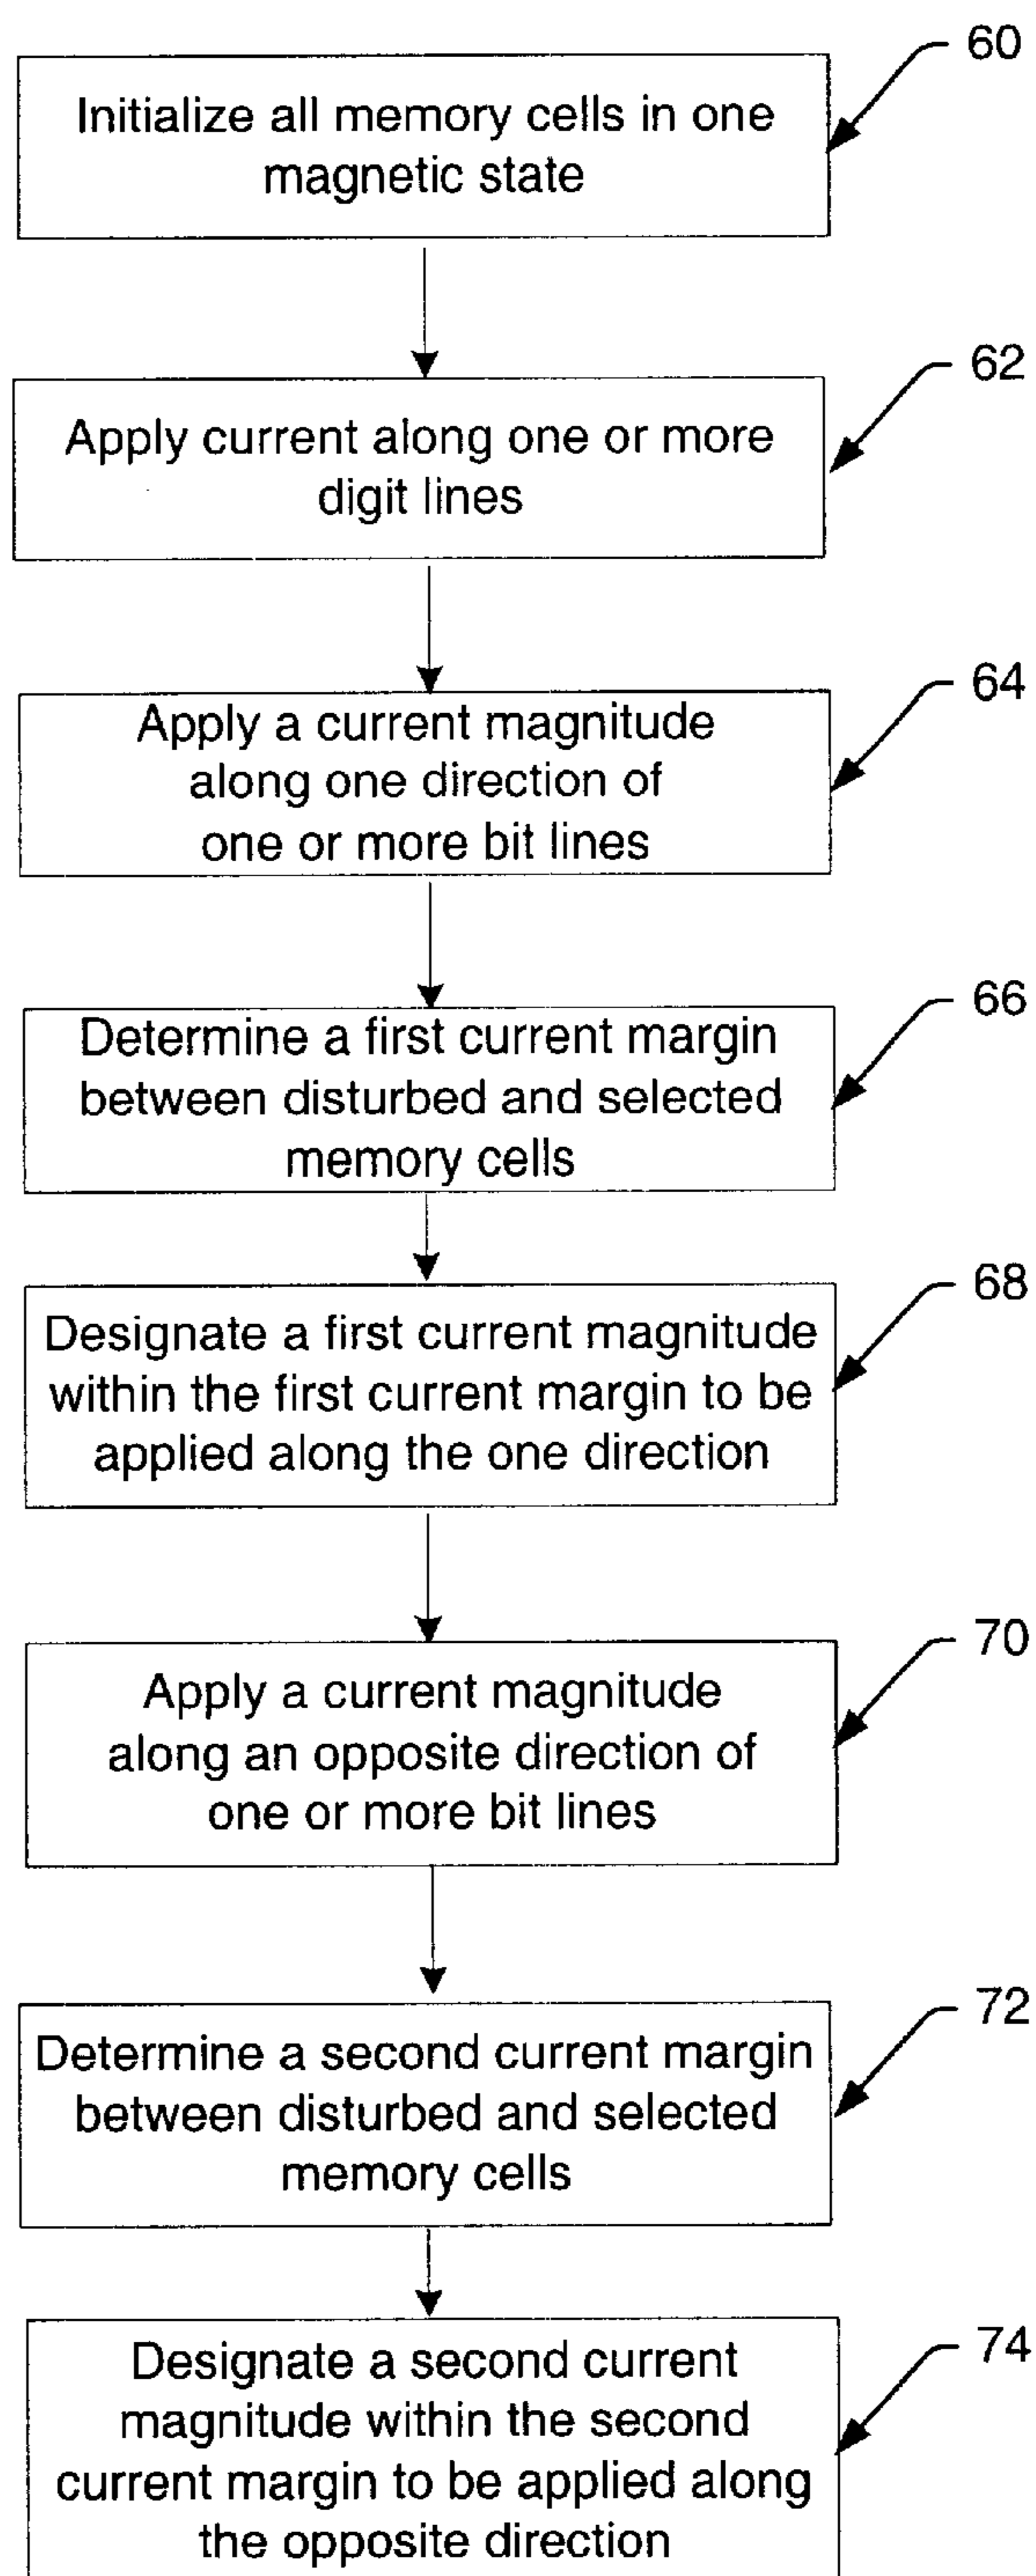 60
Initialize all memory cells in one
magnetic state
62
Apply current along one or more
digit lines
64
Apply a current magnitude
along one direction of
one or more bit lines
66
Determine a first current margin
between disturbed and selected
memory cells
68
Designate a first current magnitude
within the first current margin to be
applied along the one direction
70
Apply a current magnitude
along an opposite direction of
one or more bit lines
72
Determine a second current margin
between disturbed and selected
memory cells
74
Designate a second current
magnitude within the second
current margin to be applied along
the opposite direction